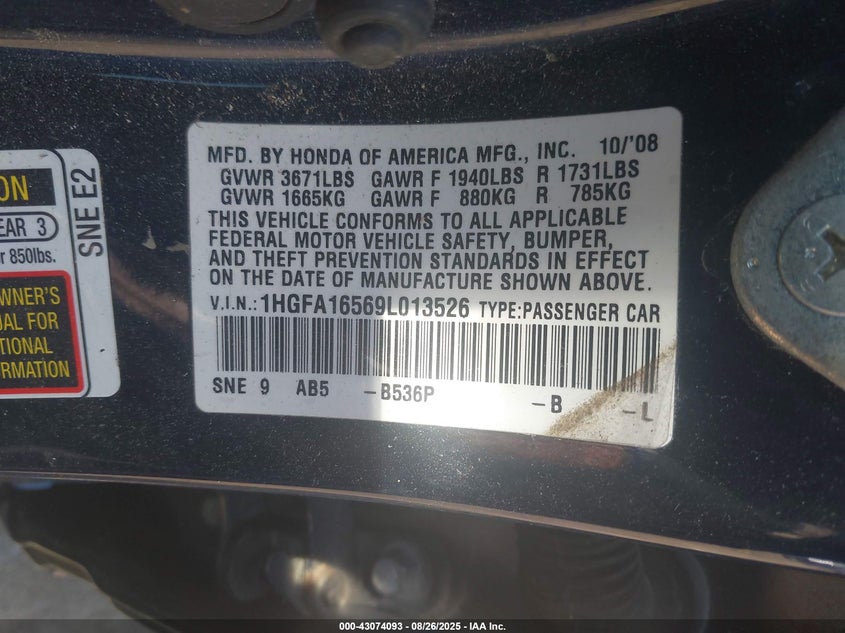 MFD. BY HONDA OF AMERICA MFG., INC. 10/'08
GVWR 3671LBS GAWR F 1940LBS R 1731LBS
GVWR 1665KG GAWR F 880KG R 785KG
THIS VEHICLE CONFORMS TO ALL APPLICABLE
FEDERAL MOTOR VEHICLE SAFETY, BUMPER,
AND THEFT PREVENTION STANDARDS IN EFFECT
ON THE DATE OF MANUFACTURE SHOWN ABOVE.
V.I.N.:1HGFA16569L013526 TYPE:PASSENGER CAR
SNE 9 AB5 -B536P -B -L
ON
EAR 3
r 850lbs.
WNER'S
UAL FOR
TIONAL
FORMATION
SNE E2
000-43074093 - 08/26/2025 - IAA Inc.